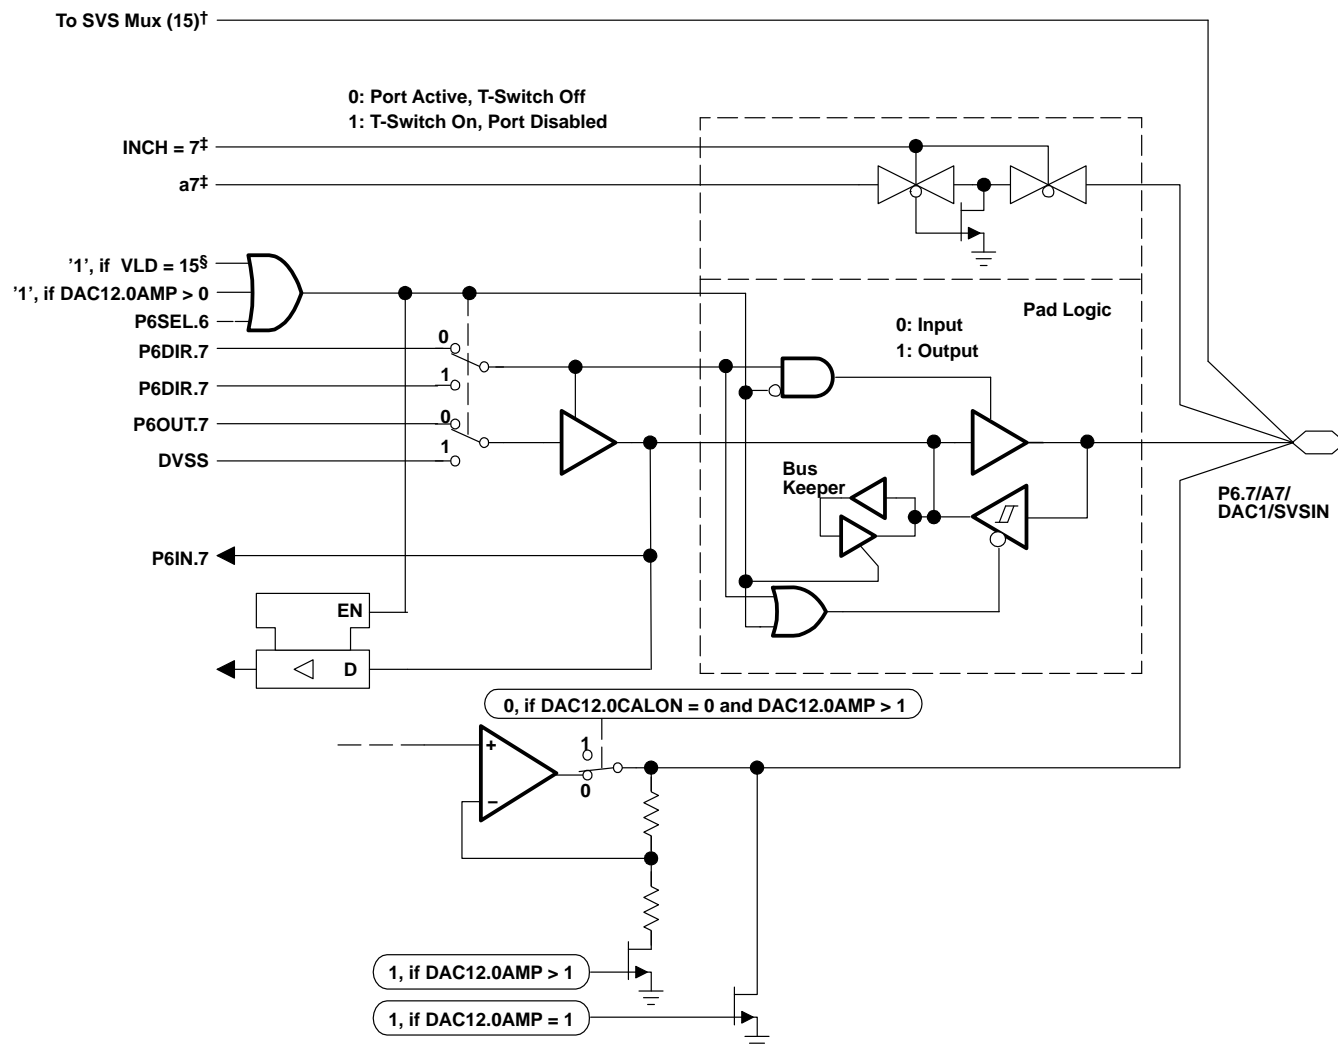 To SVS Mux (15)†
0: Port Active, T-Switch Off
1: T-Switch On, Port Disabled
INCH = 7‡
a7‡
'1', if VLD = 15§
'1', if DAC12.0AMP > 0
P6SEL.6
P6DIR.7
0
P6DIR.7
1
P6OUT.7
0
DVSS
1
Pad Logic
0: Input
1: Output
Bus
Keeper
P6.7/A7/
DAC1/SVSIN
P6IN.7
EN
D
0, if DAC12.0CALON = 0 and DAC12.0AMP > 1
+
−
1
0
1, if DAC12.0AMP > 1
1, if DAC12.0AMP = 1